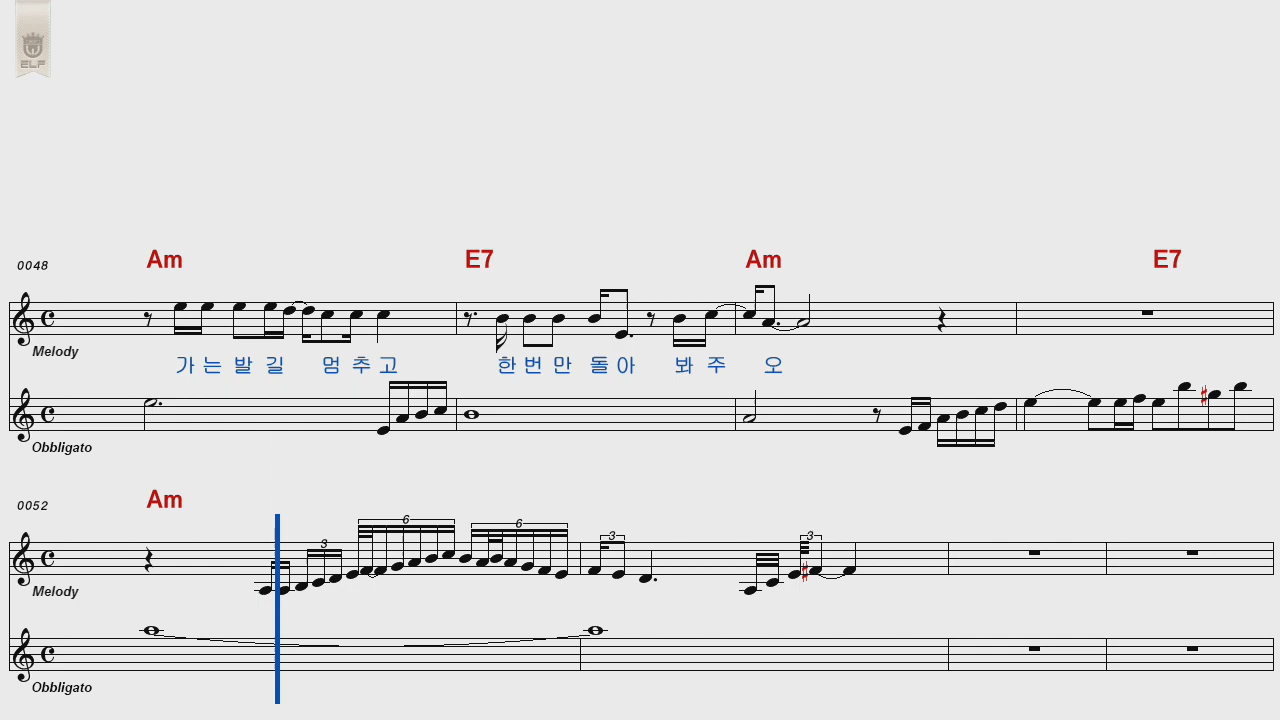 ELF
Am E7 Am E7
0048
Melody
가는 발길 멈추고 한번만 돌아 봐주오
Obbligato
Am
0052
6 6
3 3 3
Melody
Obbligato